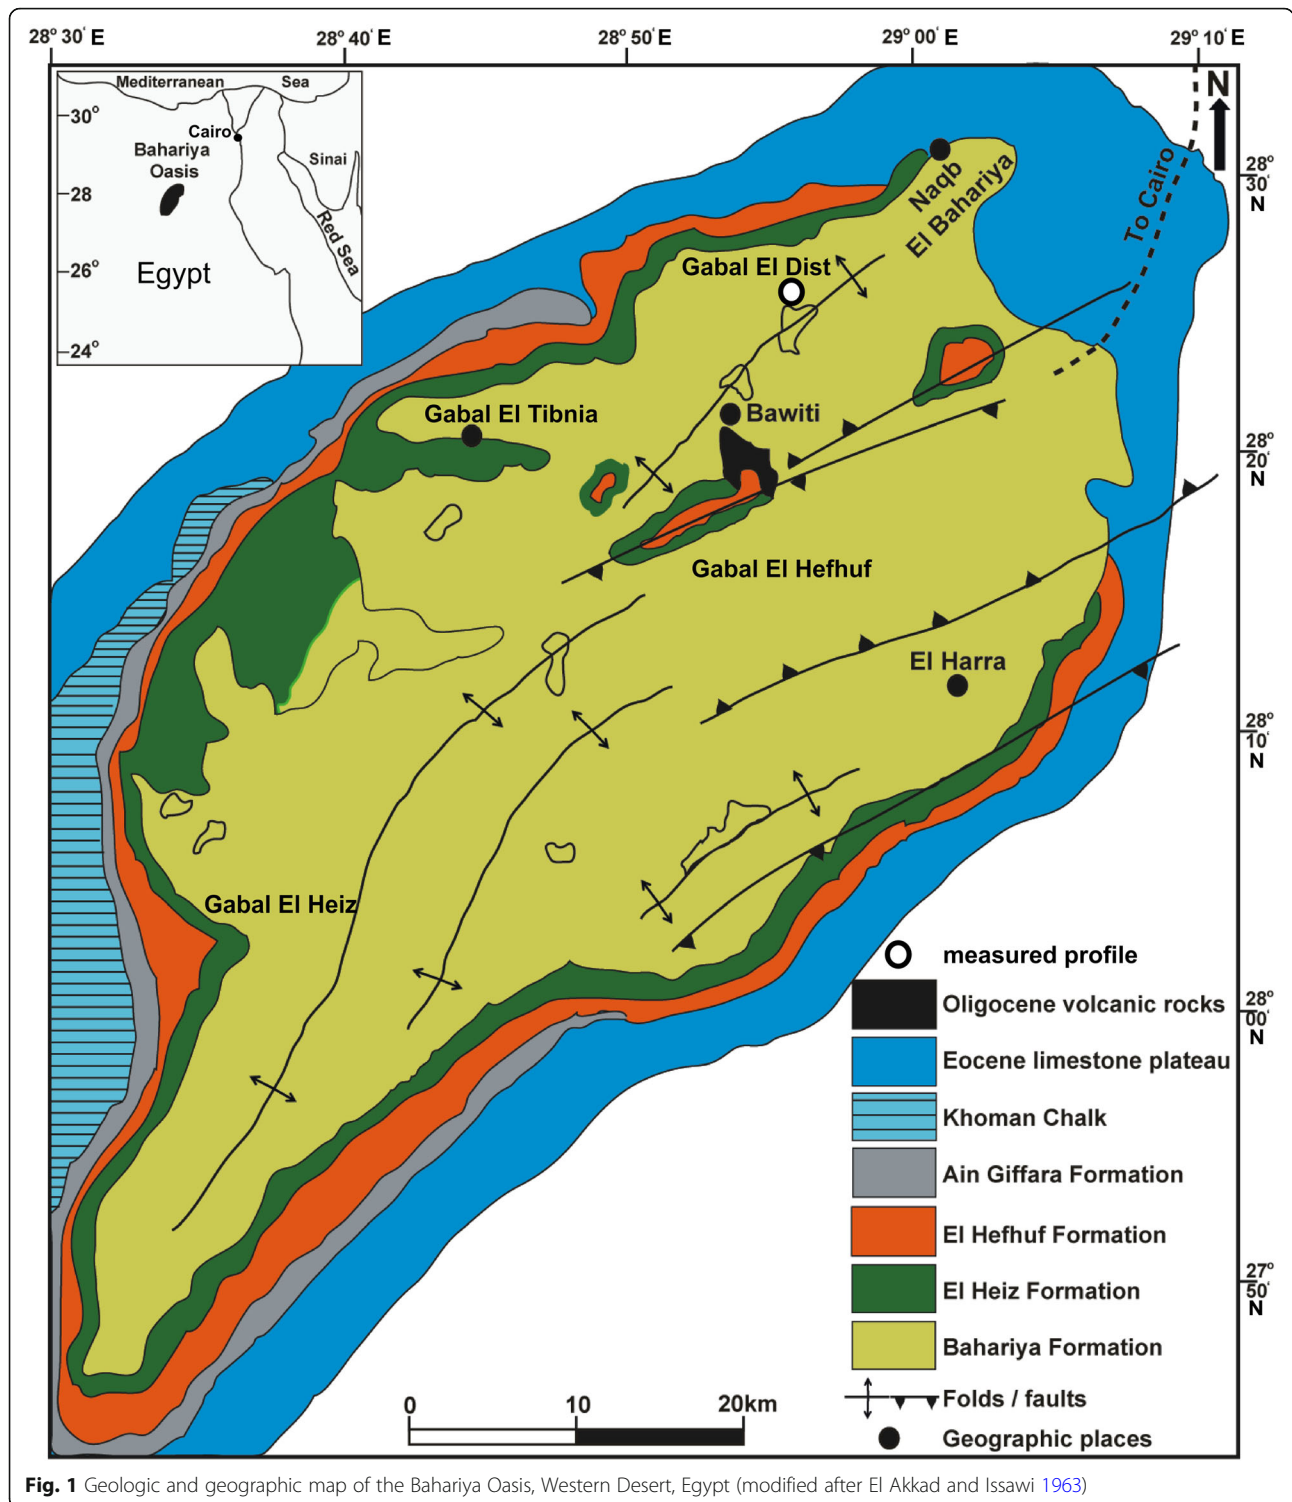 28°30' E
28°40' E
28°50' E
29°00' E
29°10' E
Mediterranean Sea
30°
Cairo
Bahariya
Oasis
Sinai
28
Red Sea
26°
Egypt
24°
N
To Cairo
28°
30'
N
Naqb
El Bahariya
Gabal El Dist
Gabal El Tibnia
Bawiti
28°
20'
N
Gabal El Hefhuf
El Harra
28°
10'
N
Gabal El Heiz
measured profile
Oligocene volcanic rocks
28°
00'
N
Eocene limestone plateau
Khoman Chalk
Ain Giffara Formation
El Hefhuf Formation
27°
50'
N
El Heiz Formation
Bahariya Formation
Folds / faults
Geographic places
0 10 20km
Fig. 1 Geologic and geographic map of the Bahariya Oasis, Western Desert, Egypt (modified after El Akkad and Issawi 1963)